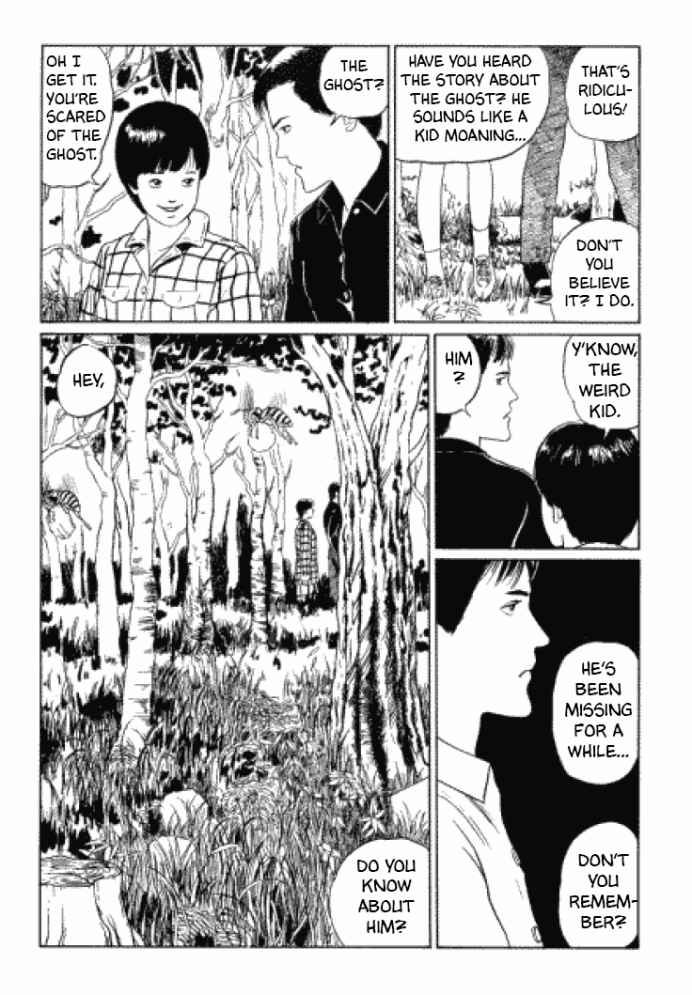 OH I
GET IT.
YOU'RE
SCARED
OF THE
GHOST.
THE
GHOST?
HAVE YOU HEARD
THE STORY ABOUT
THE GHOST? HE
SOUNDS LIKE A
KID MOANING...
THAT'S
RIDICU-
LOUS!
DON'T
YOU
BELIEVE
IT? I DO.
HEY,
DO YOU
KNOW
ABOUT
HIM?
HIM
?
Y'KNOW,
THE
WEIRD
KID.
HE'S
BEEN
MISSING
FOR A
WHILE...
DON'T
YOU
REMEM-
BER?